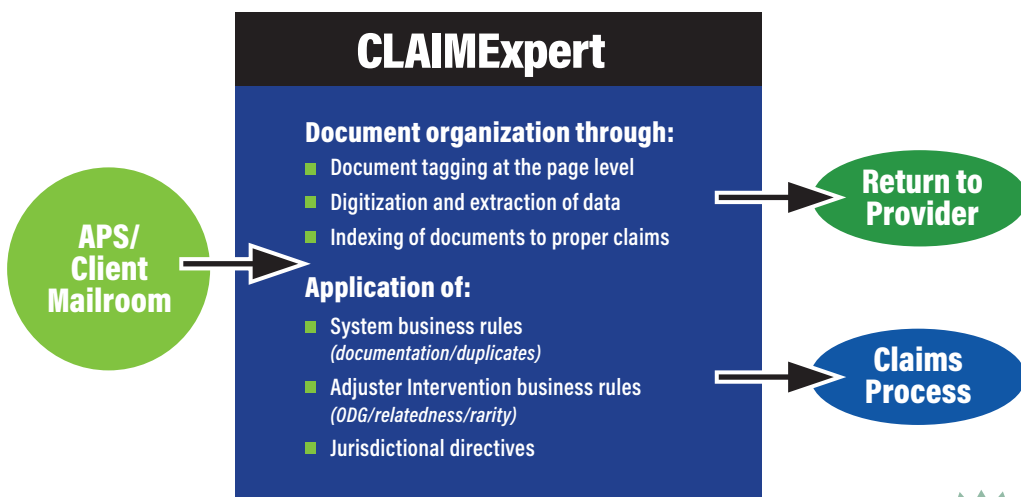 CLAIMExpert
APS/
Client
Mailroom
Document organization through:
Document tagging at the page level
Digitization and extraction of data
Indexing of documents to proper claims
Application of:
System business rules
(documentation/duplicates)
Adjuster Intervention business rules
(ODG/relatedness/rarity)
Jurisdictional directives
Return to
Provider
Claims
Process